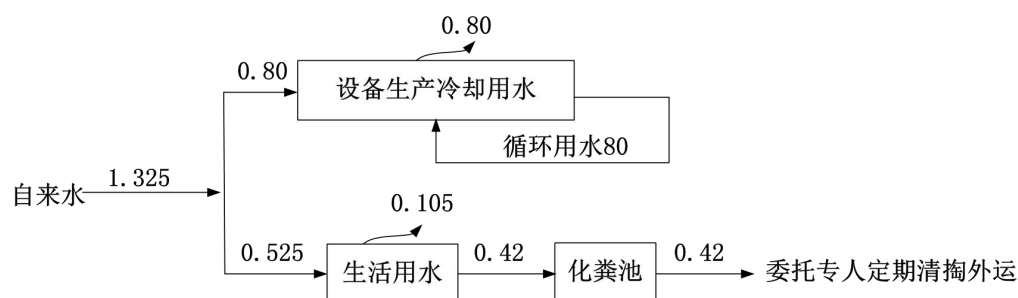 0.80
0.80
设备生产冷却用水
循环用水80
自来水
1.325
0.105
0.525
生活用水
0.42
化粪池
0.42
委托专人定期清掏外运